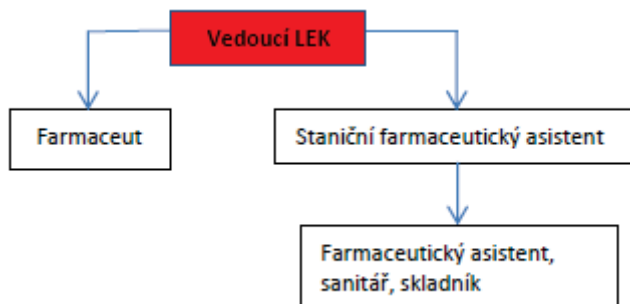 Vedoucí LEK
Farmaceut
Staniční farmaceutický asistent
Farmaceutický asistent,
sanitář, skladník